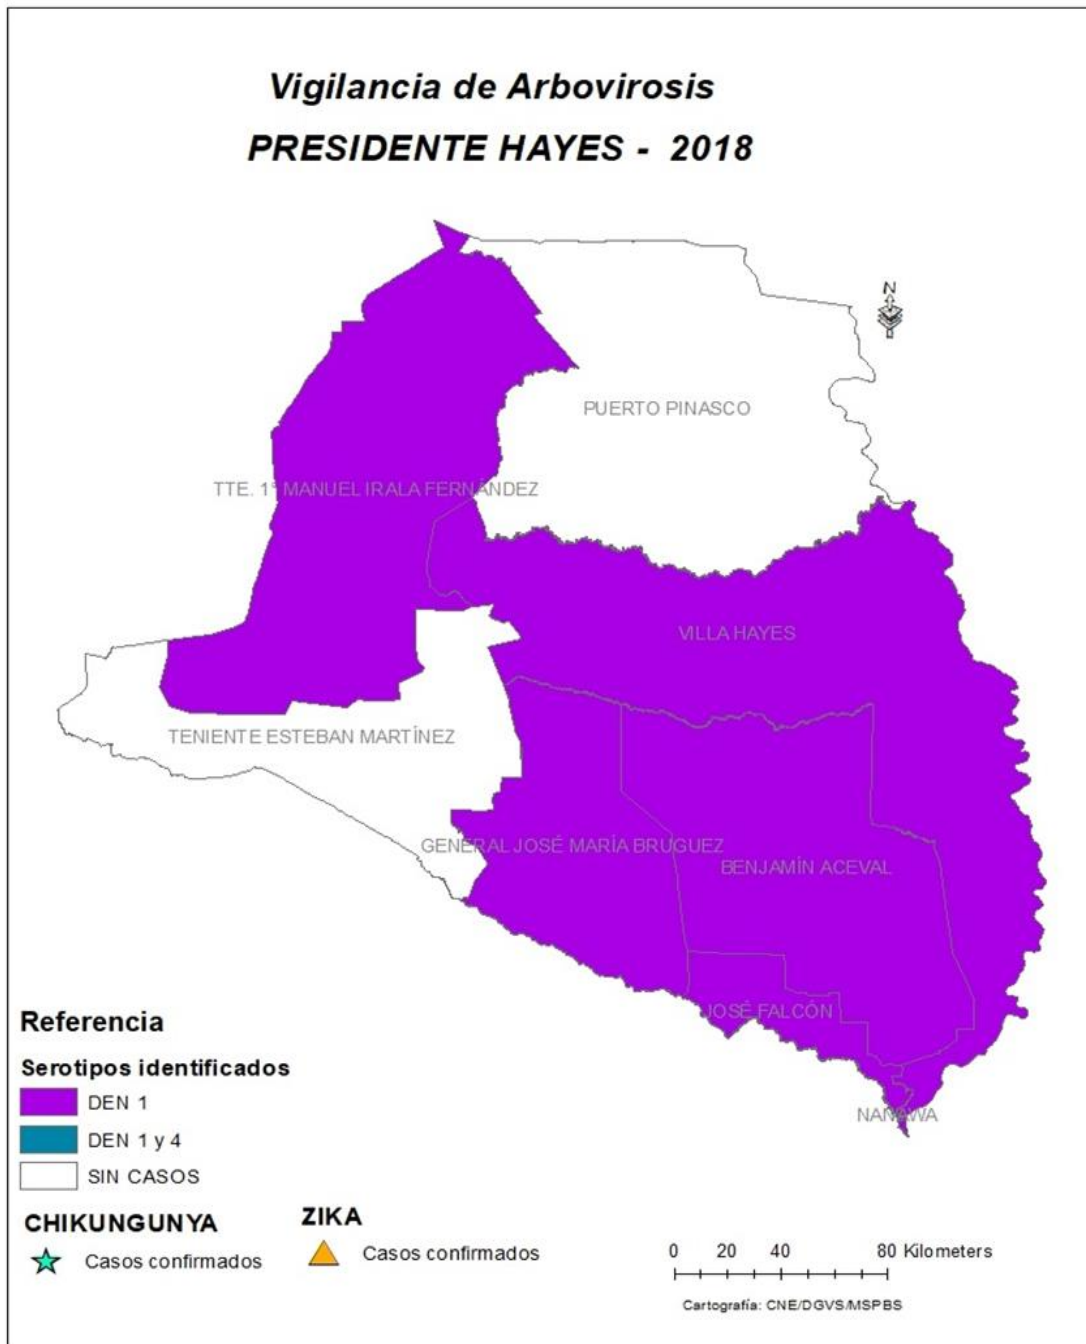 Vigilancia de Arbovirosis
PRESIDENTE HAYES - 2018
N
PUERTO PINASCO
TTE. 1° MANUEL IRALA FERNÁNDEZ
VILLA HAYES
TENIENTE ESTEBAN MARTÍNEZ
GENERAL JOSÉ MARÍA BRUGUEZ
BENJAMÍN ACEVAL
JOSÉ FALCÓN
NANAWA
Referencia
Serotipos identificados
DEN 1
DEN 1 y 4
SIN CASOS
CHIKUNGUNYA
Casos confirmados
ZIKA
Casos confirmados
0 20 40 80 Kilometers
Cartografía: CNE/DGVS/MSPBS